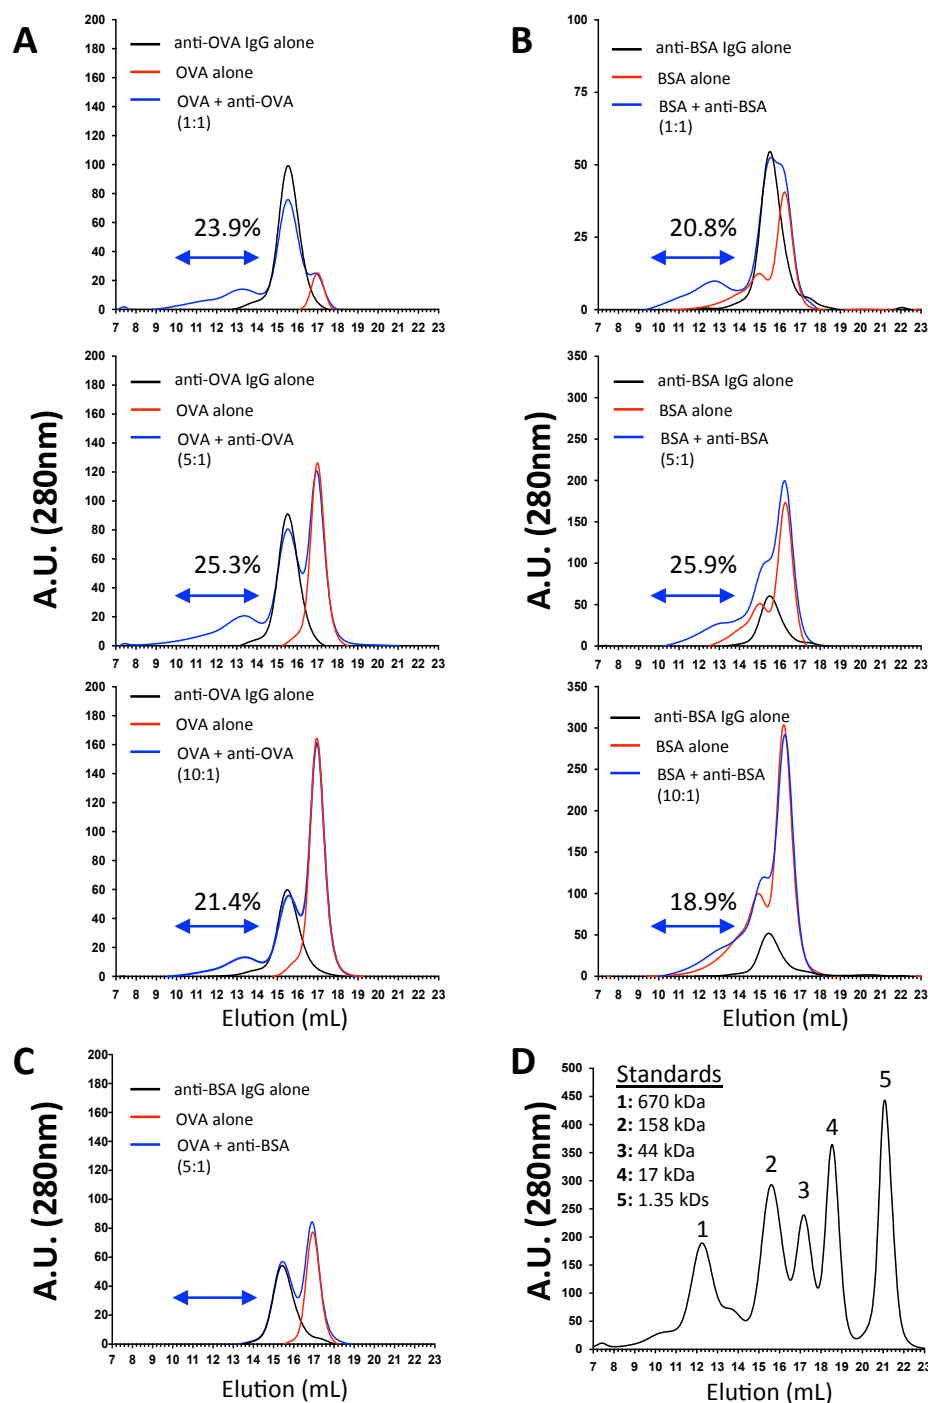 A
200
180
160
140
120
100
80
60
40
20
0
anti-OVA IgG alone
OVA alone
OVA + anti-OVA
(1:1)
23.9%
7 8 9 10 11 12 13 14 15 16 17 18 19 20 21 22 23
B
100
75
50
25
0
anti-BSA IgG alone
BSA alone
BSA + anti-BSA
(1:1)
20.8%
7 8 9 10 11 12 13 14 15 16 17 18 19 20 21 22 23
A.U. (280nm)
200
180
160
140
120
100
80
60
40
20
0
anti-OVA IgG alone
OVA alone
OVA + anti-OVA
(5:1)
25.3%
7 8 9 10 11 12 13 14 15 16 17 18 19 20 21 22 23
A.U. (280nm)
350
300
250
200
150
100
50
0
anti-BSA IgG alone
BSA alone
BSA + anti-BSA
(5:1)
25.9%
7 8 9 10 11 12 13 14 15 16 17 18 19 20 21 22 23
200
180
160
140
120
100
80
60
40
20
0
anti-OVA IgG alone
OVA alone
OVA + anti-OVA
(10:1)
21.4%
7 8 9 10 11 12 13 14 15 16 17 18 19 20 21 22 23
Elution (mL)
350
300
250
200
150
100
50
0
anti-BSA IgG alone
BSA alone
BSA + anti-BSA
(10:1)
18.9%
7 8 9 10 11 12 13 14 15 16 17 18 19 20 21 22 23
Elution (mL)
C
A.U. (280nm)
200
180
160
140
120
100
80
60
40
20
0
anti-BSA IgG alone
OVA alone
OVA + anti-BSA
(5:1)
7 8 9 10 11 12 13 14 15 16 17 18 19 20 21 22 23
Elution (mL)
D
A.U. (280nm)
500
450
400
350
300
250
200
150
100
50
0
Standards
1: 670 kDa
2: 158 kDa
3: 44 kDa
4: 17 kDa
5: 1.35 kDs
1
2
3
4
5
7 8 9 10 11 12 13 14 15 16 17 18 19 20 21 22 23
Elution (mL)